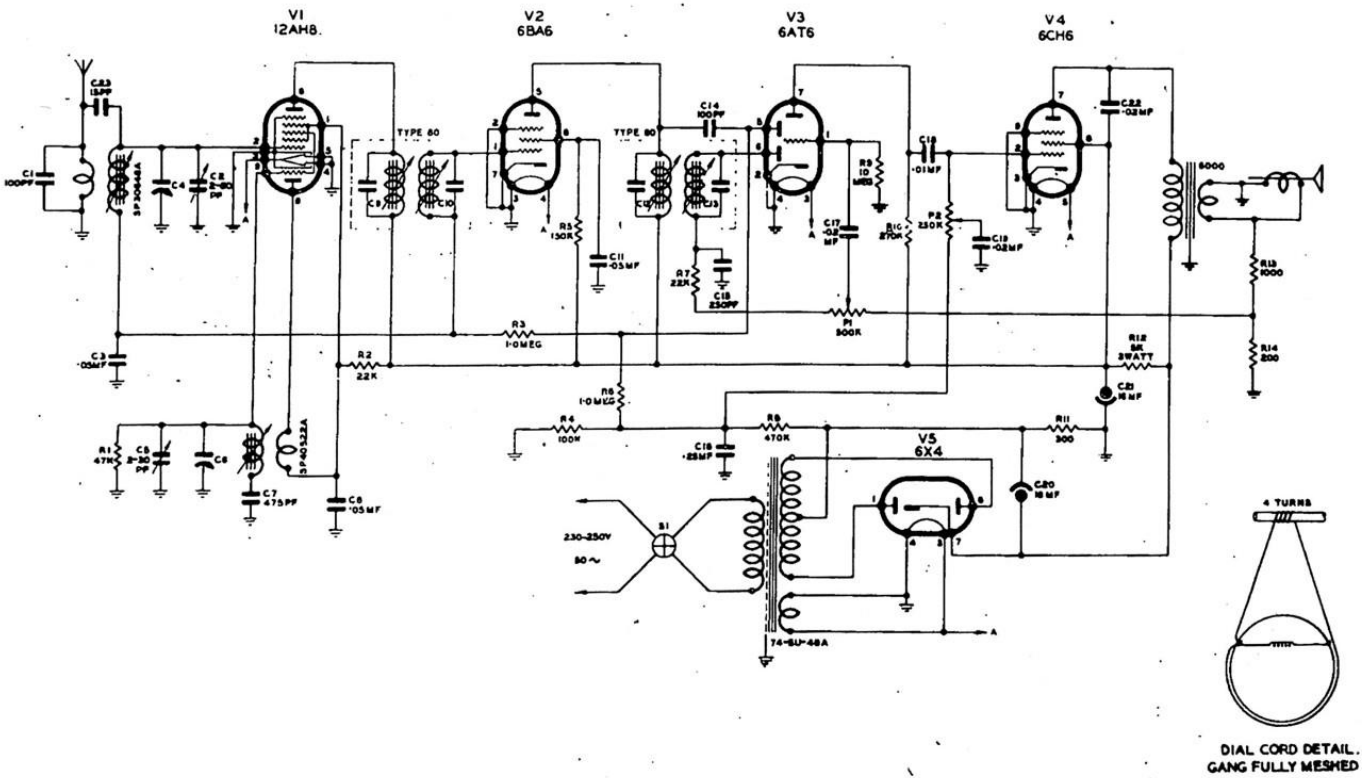 V1
12AH8.
V2
6BA6
V3
6AT6
V4
6CH6
C23
15PF
C1
100PF
SP30648A
C4
C2
2-30
PF
A
TYPE 80
C9
C10
R5
150K
C11
.05MF
TYPE 80
C12
C13
C14
100PF
R7
22K
C15
250PF
C17
.02
MF
R9
10
MEG
P1
500K
R10
270K
C18
.01MF
P2
250K
C19
.02MF
C22
.02MF
5000
R13
1000
R14
200
C3
.05MF
R3
1.0MEG
R2
22K
R6
1.0MEG
R12
5K
3WATT
C21
16MF
R1
47K
C5
2-30
PF
C6
C7
475PF
SP40522A
C8
.05MF
R4
100K
C16
.25MF
R8
470K
R11
300
V5
6X4
C20
16MF
S1
230-250V
50~
74-SU-48A
A
4 TURNS
DIAL CORD DETAIL.
GANG FULLY MESHED